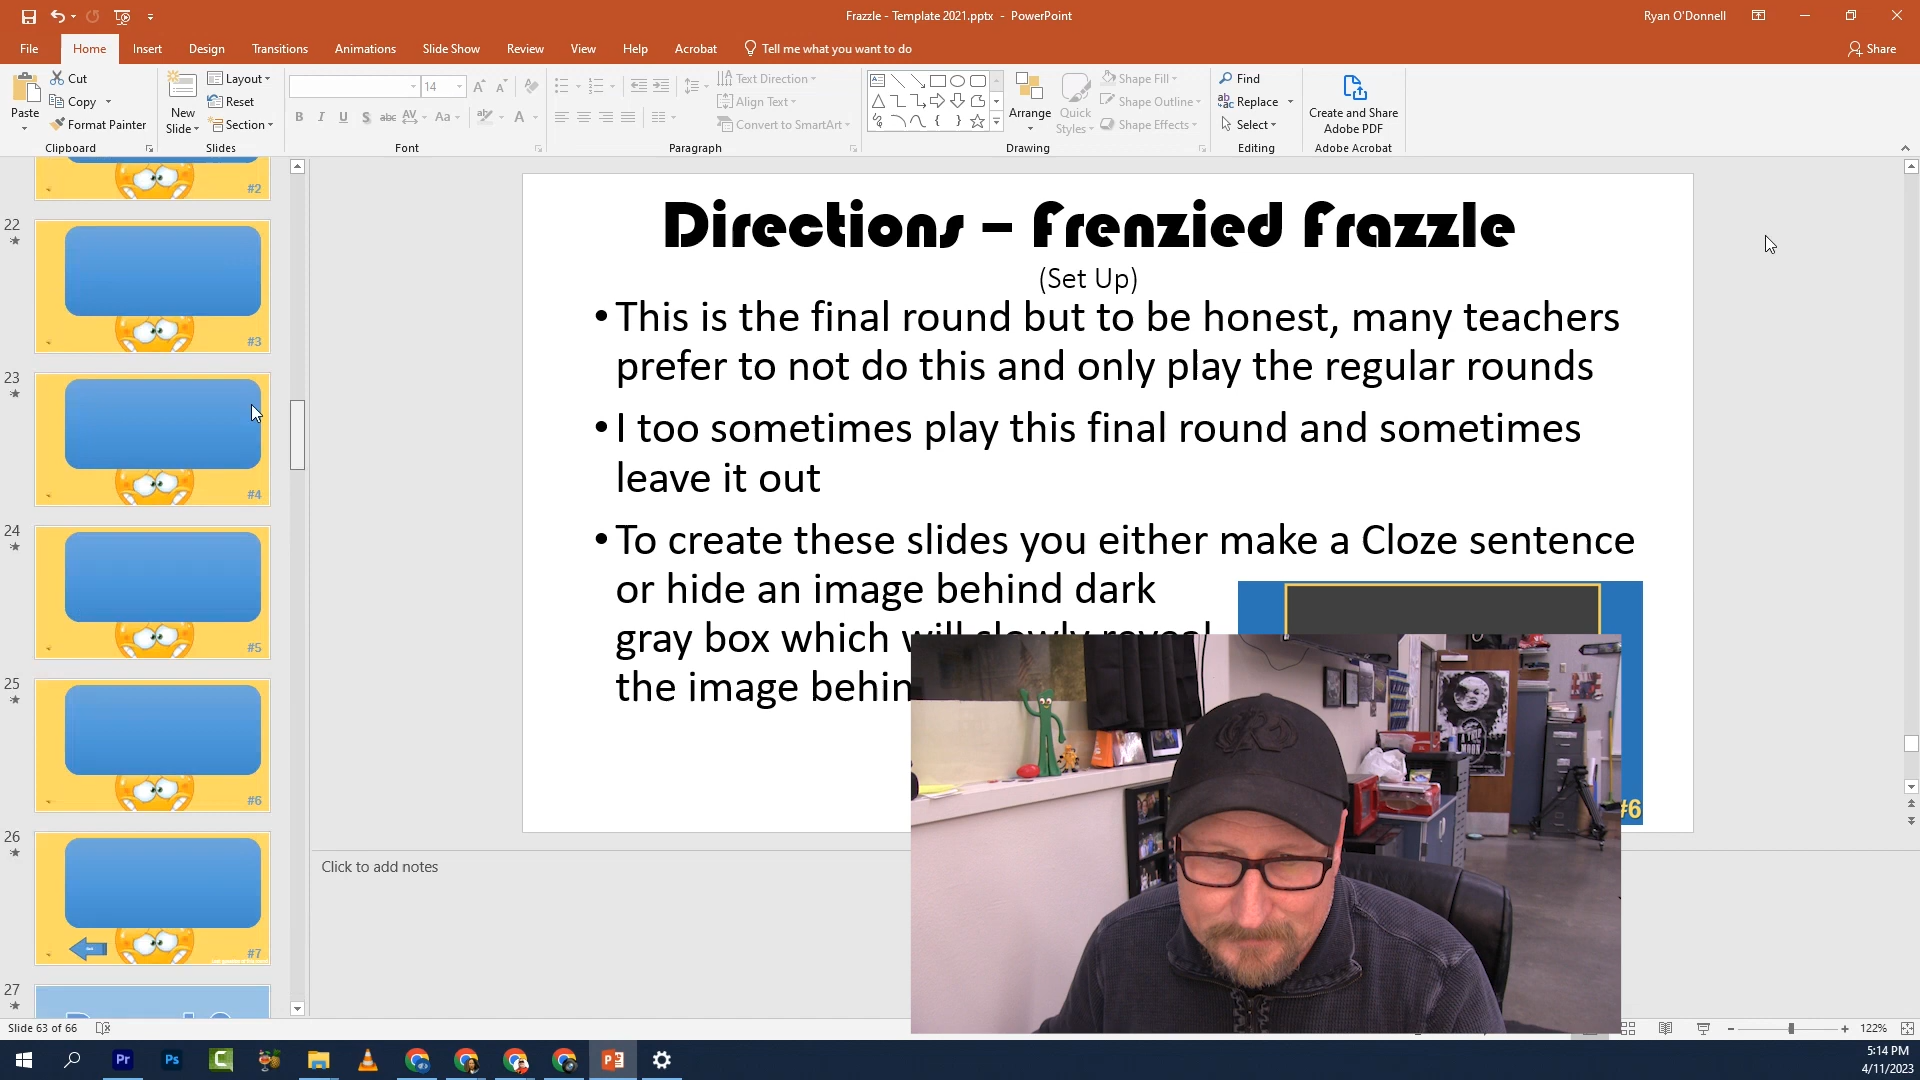 Frazzle - Template 2021.pptx - PowerPoint
Ryan O'Donnell
File Home Insert Design Transitions Animations Slide Show Review View Help Acrobat Tell me what you want to do
Share
Paste
Cut
Copy
Format Painter
Clipboard
New Slide
Layout
Reset
Section
Slides
14
B I U S abc AV Aa A
Font
Text Direction
Align Text
Convert to SmartArt
Paragraph
Arrange
Quick Styles
Shape Fill
Shape Outline
Shape Effects
Drawing
Find
Replace
Select
Editing
Create and Share
Adobe PDF
Adobe Acrobat
#2
22
#3
23
#4
24
#5
25
#6
26
#7
27
Directions – Frenzied Frazzle
(Set Up)
• This is the final round but to be honest, many teachers
prefer to not do this and only play the regular rounds
• I too sometimes play this final round and sometimes
leave it out
• To create these slides you either make a Cloze sentence
or hide an image behind dark
gray box which will slowly reveal
the image behin
#6
Click to add notes
Slide 63 of 66
122%
Pr Ps C
5:14 PM
4/11/2023